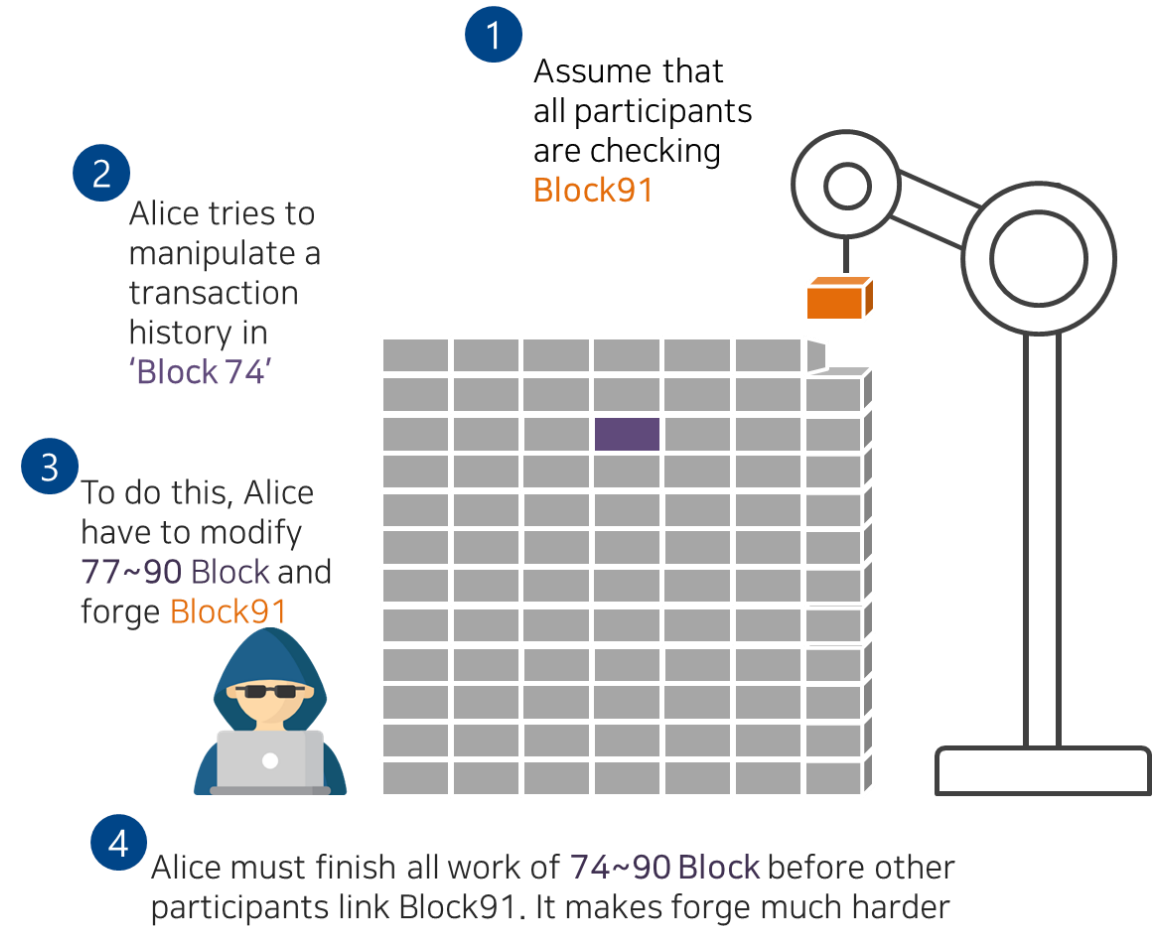 1
Assume that
all participants
are checking
Block91
2
Alice tries to
manipulate a
transaction
history in
‘Block 74’
3
To do this, Alice
have to modify
77~90 Block and
forge Block91
4
Alice must finish all work of 74~90 Block before other
participants link Block91. It makes forge much harder